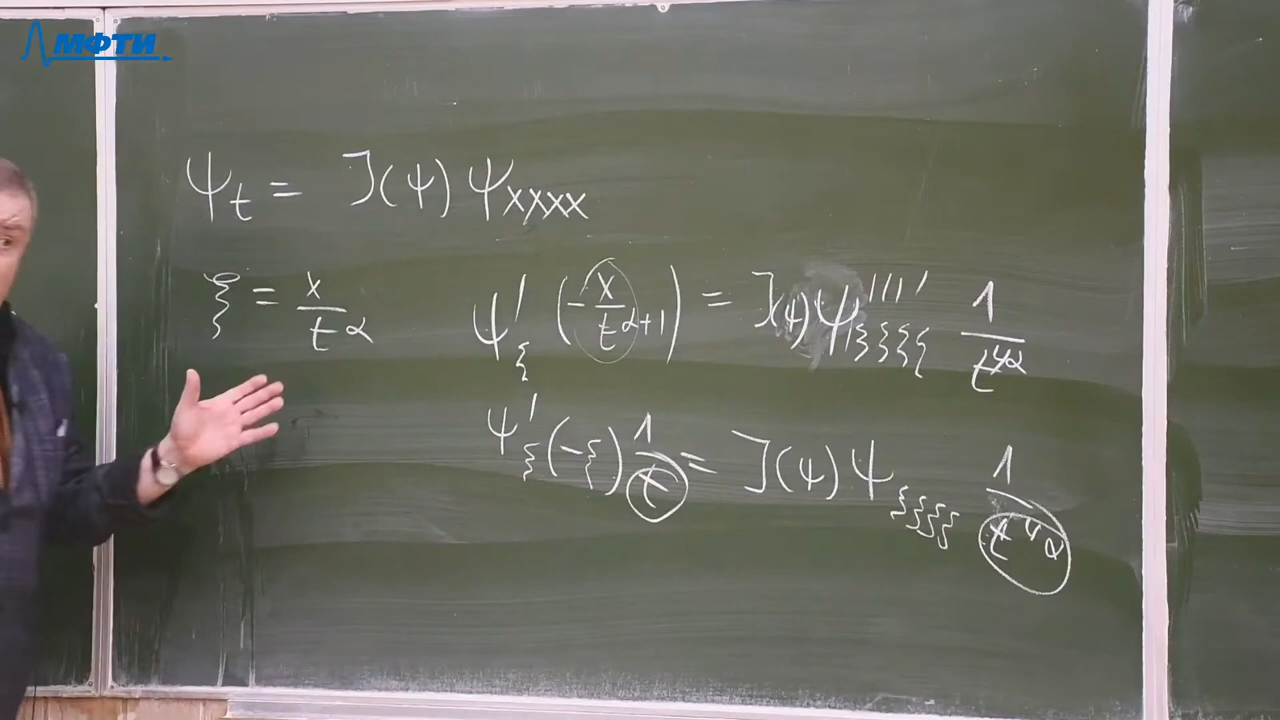 МФТИ
ψ_t = J(ψ) ψ_xxxx
ξ = x/t^α
ψ'_ξ (-x/t^(α+1)) = J(ψ) ψ''''_ξξξξ 1/t^(4α)
ψ'_ξ (-ξ) 1/t = J(ψ) ψ_ξξξξ 1/t^(4α)